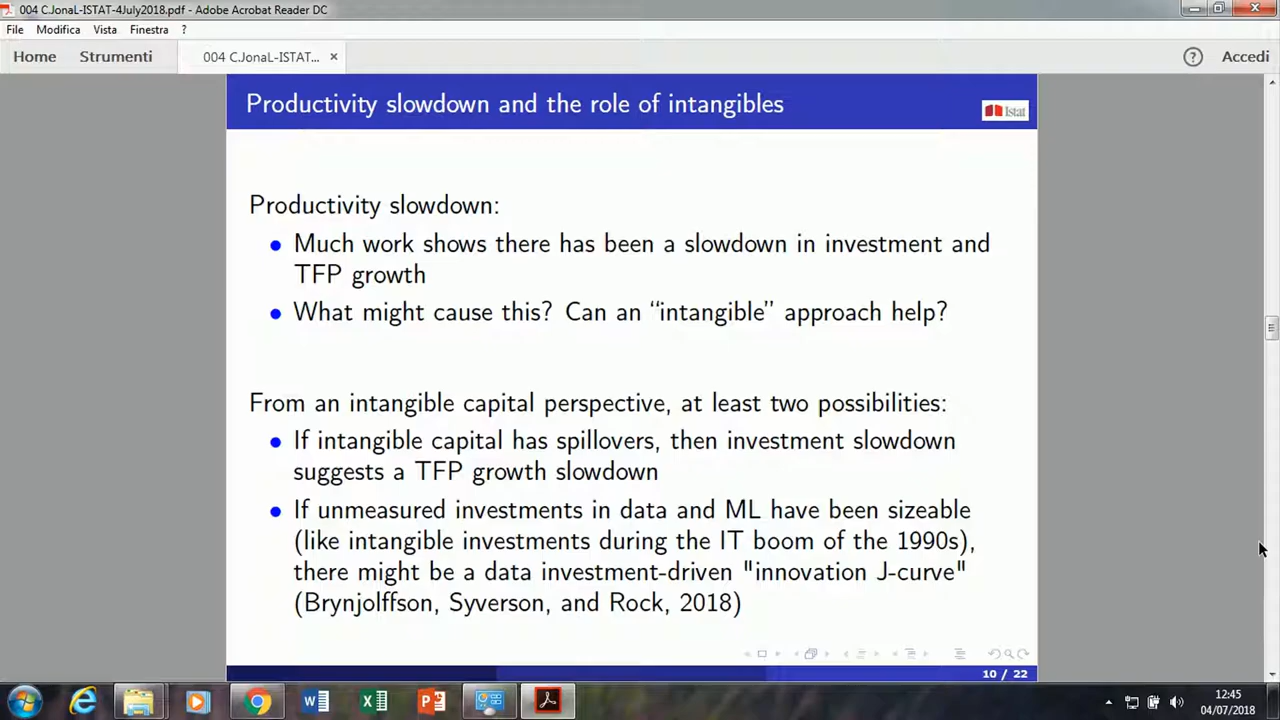 004 C.JonaL-ISTAT-4July2018.pdf - Adobe Acrobat Reader DC
File Modifica Vista Finestra ?
Home Strumenti 004 C.JonaL-ISTAT... × ? Accedi
Productivity slowdown and the role of intangibles
Istat
Productivity slowdown:
• Much work shows there has been a slowdown in investment and
TFP growth
• What might cause this? Can an “intangible” approach help?
From an intangible capital perspective, at least two possibilities:
• If intangible capital has spillovers, then investment slowdown
suggests a TFP growth slowdown
• If unmeasured investments in data and ML have been sizeable
(like intangible investments during the IT boom of the 1990s),
there might be a data investment-driven "innovation J-curve"
(Brynjolffson, Syverson, and Rock, 2018)
10 / 22
12:45
04/07/2018